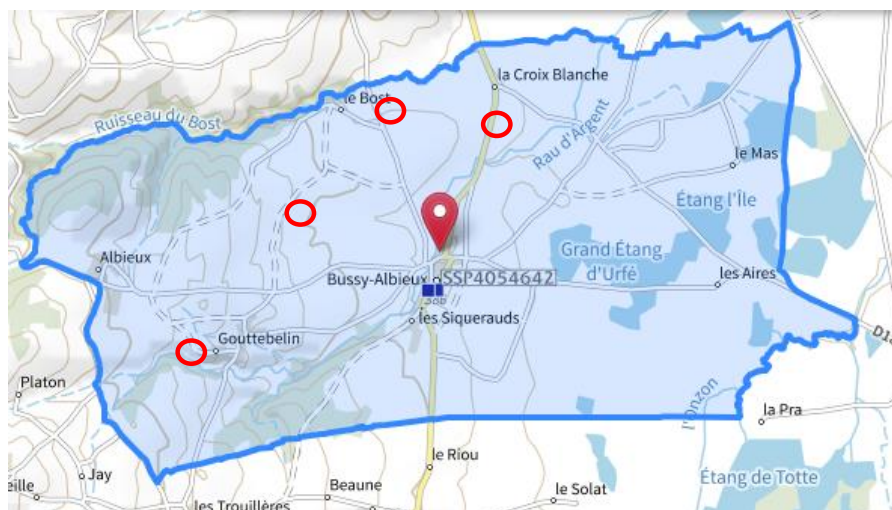 la Croix Blanche
le Bost
Ruisseau du Bost
Rau d'Argent
le Mas
Étang l'Île
Albieux
Grand Étang
d'Urfé
Bussy-Albieux
SSP4054642
les Aires
les Siquerauds
Gouttebelin
Platon
l'Onzon
la Pra
Jay
le Riou
Étang de Totte
Beaune
le Solat
les Trouillères